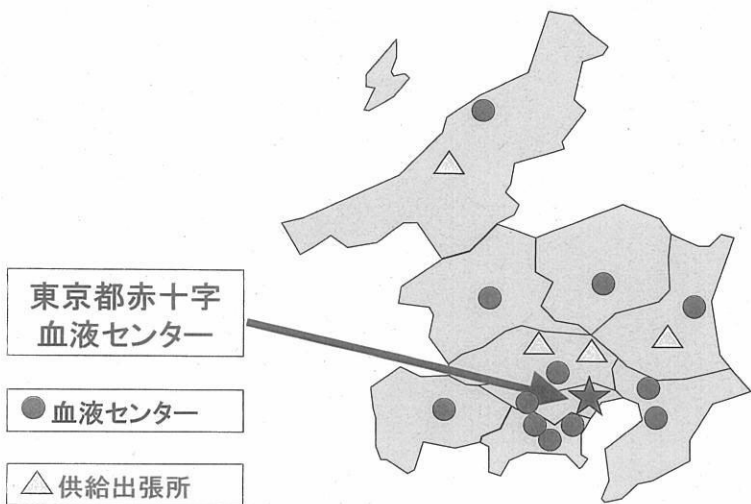 東京都赤十字
血液センター
血液センター
供給出張所